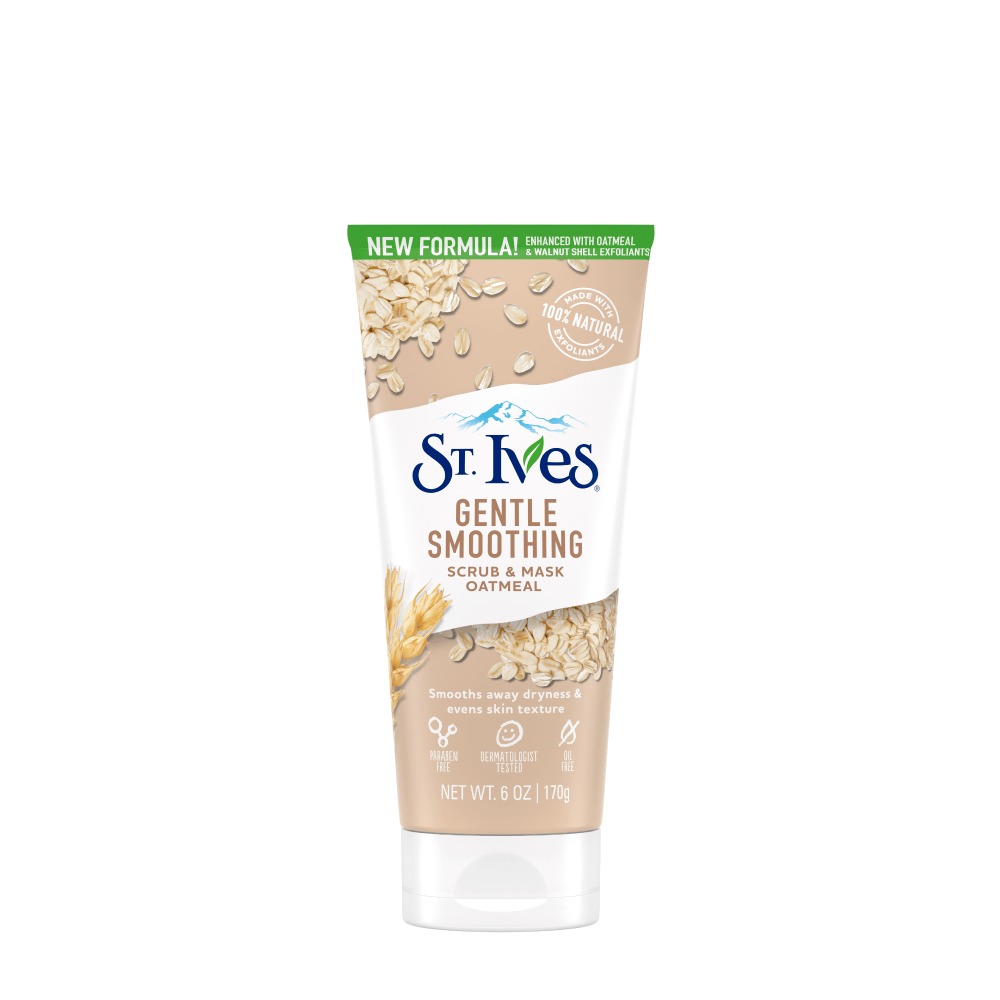 NEW FORMULA! ENHANCED WITH OATMEAL
& WALNUT SHELL EXFOLIANTS
MADE WITH
100% NATURAL
EXFOLIANTS
ST. IVES®
GENTLE
SMOOTHING
SCRUB & MASK
OATMEAL
Smooths away dryness &
evens skin texture
PARABEN
FREE
DERMATOLOGIST
TESTED
OIL
FREE
NET WT. 6 OZ | 170g